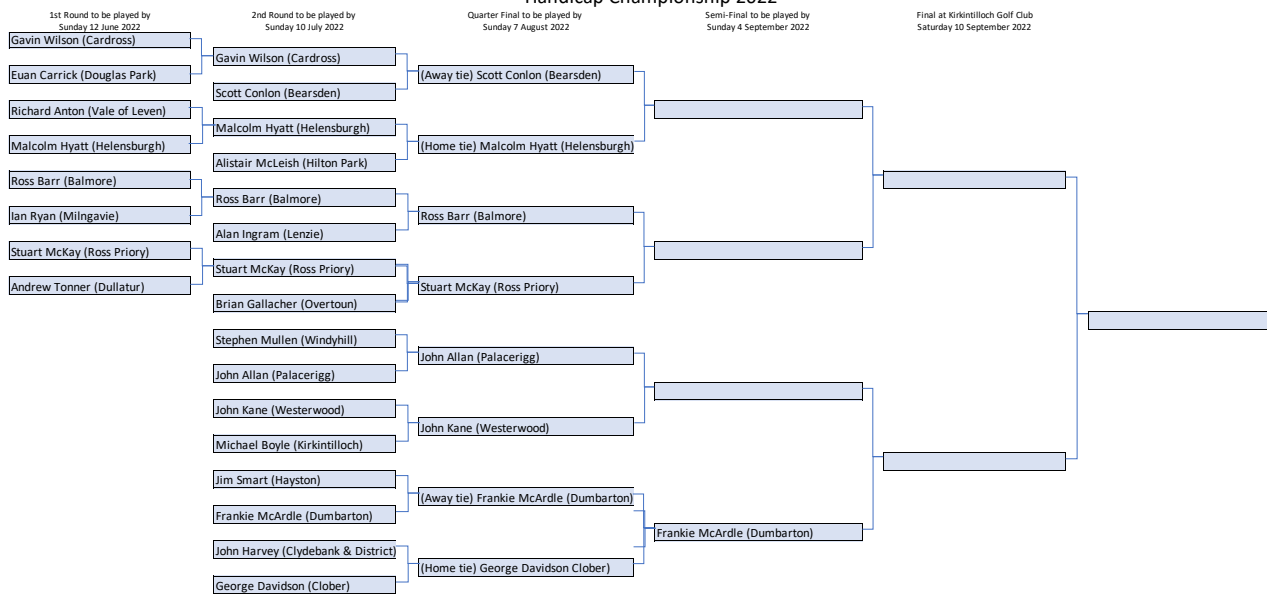 Handicap Championship 2022
1st Round to be played by
Sunday 12 June 2022
2nd Round to be played by
Sunday 10 July 2022
Quarter Final to be played by
Sunday 7 August 2022
Semi-Final to be played by
Sunday 4 September 2022
Final at Kirkintilloch Golf Club
Saturday 10 September 2022
Gavin Wilson (Cardross)
Euan Carrick (Douglas Park)
Richard Anton (Vale of Leven)
Malcolm Hyatt (Helensburgh)
Ross Barr (Balmore)
Ian Ryan (Milngavie)
Stuart McKay (Ross Priory)
Andrew Tonner (Dullatur)
Gavin Wilson (Cardross)
Scott Conlon (Bearsden)
Malcolm Hyatt (Helensburgh)
Alistair McLeish (Hilton Park)
Ross Barr (Balmore)
Alan Ingram (Lenzie)
Stuart McKay (Ross Priory)
Brian Gallacher (Overtoun)
Stephen Mullen (Windyhill)
John Allan (Palacerigg)
John Kane (Westerwood)
Michael Boyle (Kirkintilloch)
Jim Smart (Hayston)
Frankie McArdle (Dumbarton)
John Harvey (Clydebank & District)
George Davidson (Clober)
(Away tie) Scott Conlon (Bearsden)
(Home tie) Malcolm Hyatt (Helensburgh)
Ross Barr (Balmore)
Stuart McKay (Ross Priory)
John Allan (Palacerigg)
John Kane (Westerwood)
(Away tie) Frankie McArdle (Dumbarton)
(Home tie) George Davidson Clober)
Frankie McArdle (Dumbarton)